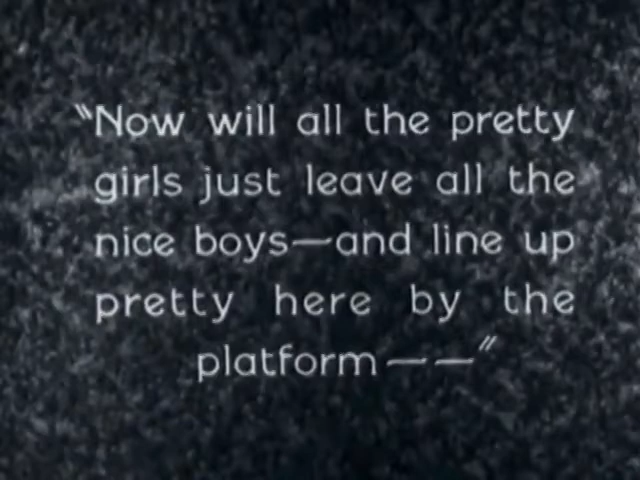 "Now will all the pretty
girls just leave all the
nice boys—and line up
pretty here by the
platform——"